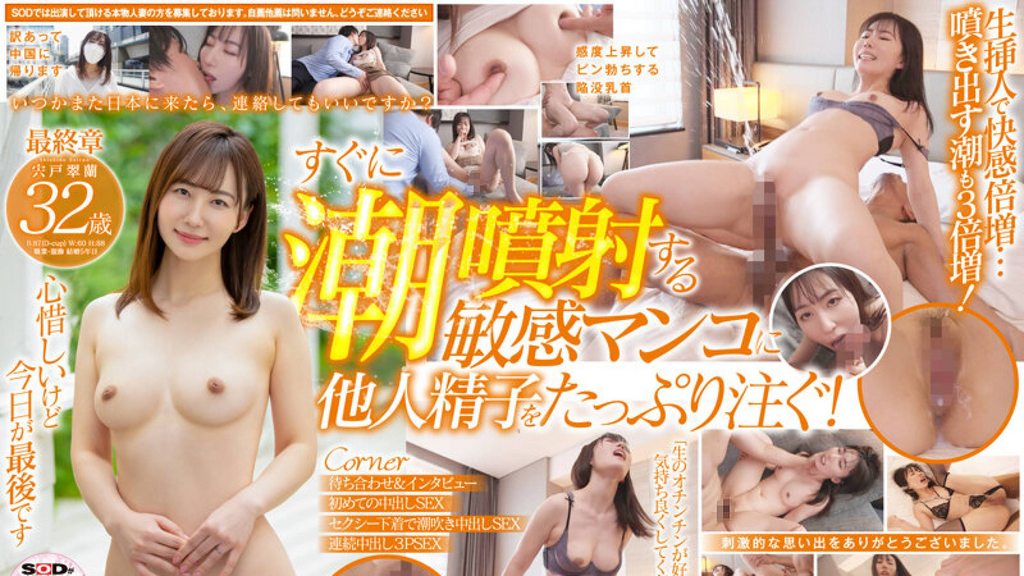 SODでは出演して頂ける本物人妻の方を募集しております。自薦他薦は問いません、どうぞご連絡ください
訳あって
中国に
帰ります
いつかまた日本に来たら、連絡してもいいですか?
感度上昇して
ビン勃ちする
陥没乳首
生挿入で快感倍増…
噴き出す潮も3倍増!
最終章
宍戸翠蘭
32歳
B:87(D-cup) W:60 H:88
結婚5年目
心惜しいけど
今日が最後です
すぐに
潮噴射する
敏感マンコに
他人精子をたっぷり注ぐ!
Corner
待ち合わせ&インタビュー
初めての中出しSEX
セクシー下着で潮吹き中出しSEX
連続中出し3PSEX
「生のオチンチンが好
気持ち良くしてく
刺激的な思い出をありがとうございました。
SOD